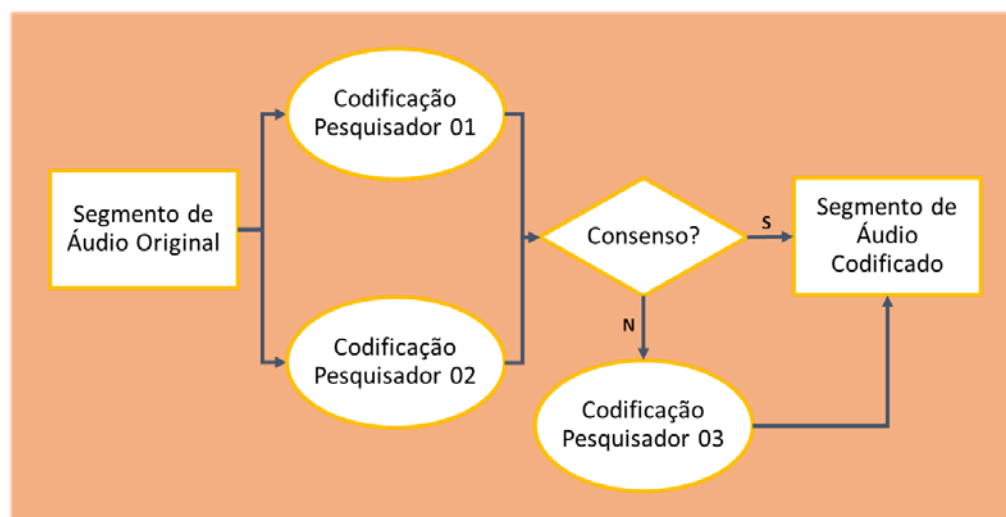 Codificação
Pesquisador 01
Segmento de
Áudio Original
Consenso?
S
Segmento de
Áudio
Codificado
N
Codificação
Pesquisador 02
Codificação
Pesquisador 03